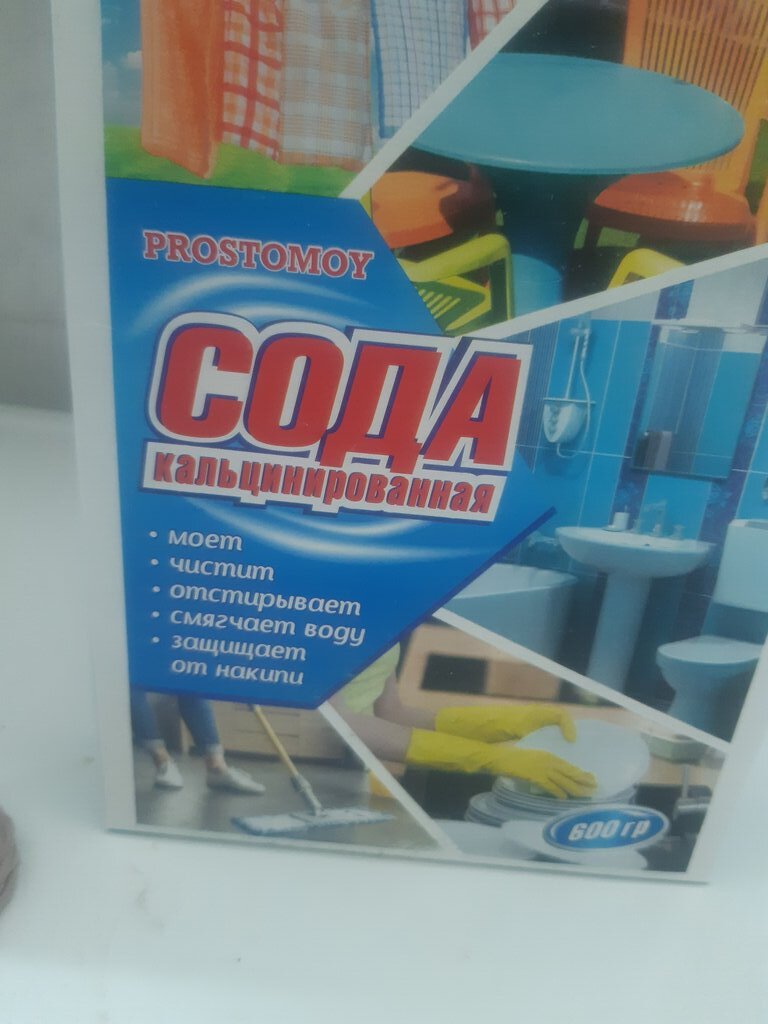 PROSTOMOY
СОДА
кальцинированная
• моет
• чистит
• отстирывает
• смягчает воду
• защищает
от накипи
600 гр